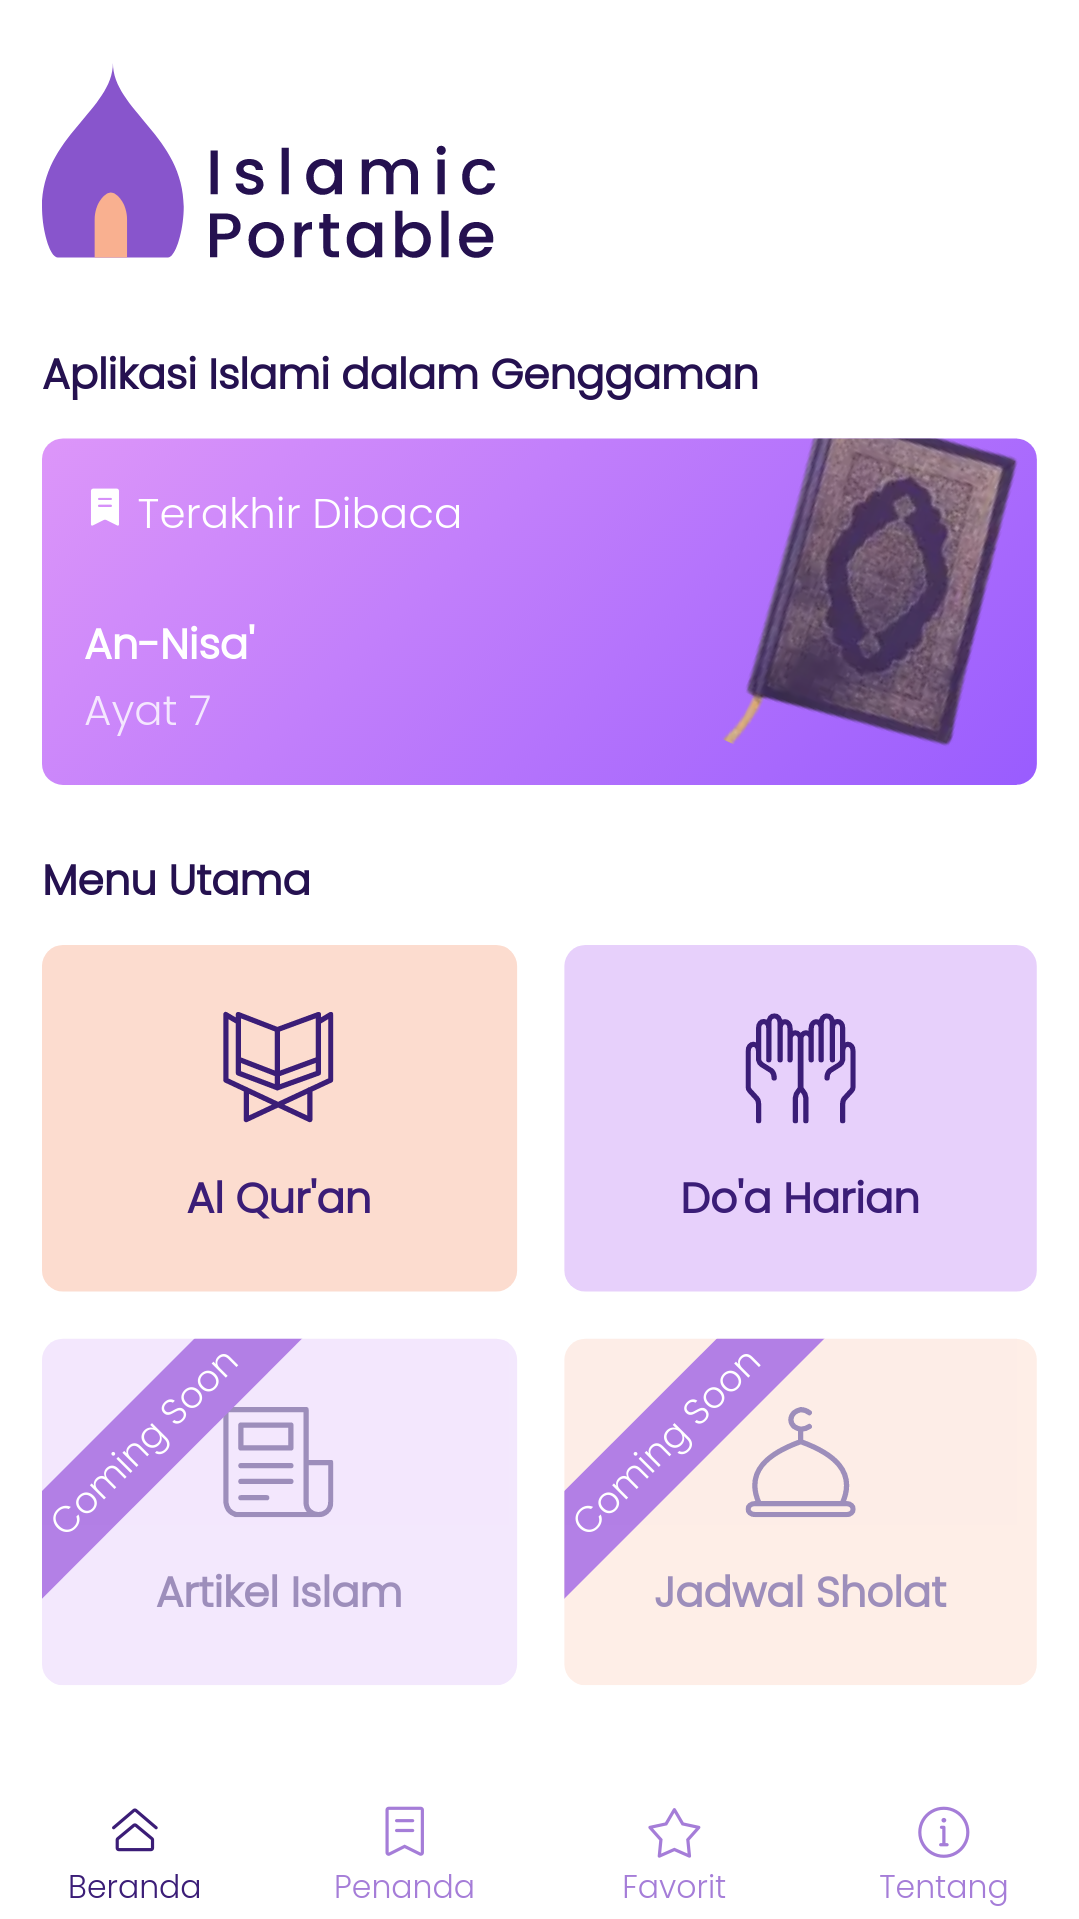 Islamic
Portable
Aplikasi Islami dalam Genggaman
Terakhir Dibaca
An-Nisa'
Ayat 7
Menu Utama
Al Qur'an
Do'a Harian
Coming Soon
Artikel Islam
Coming Soon
Jadwal Sholat
Beranda
Penanda
Favorit
Tentang